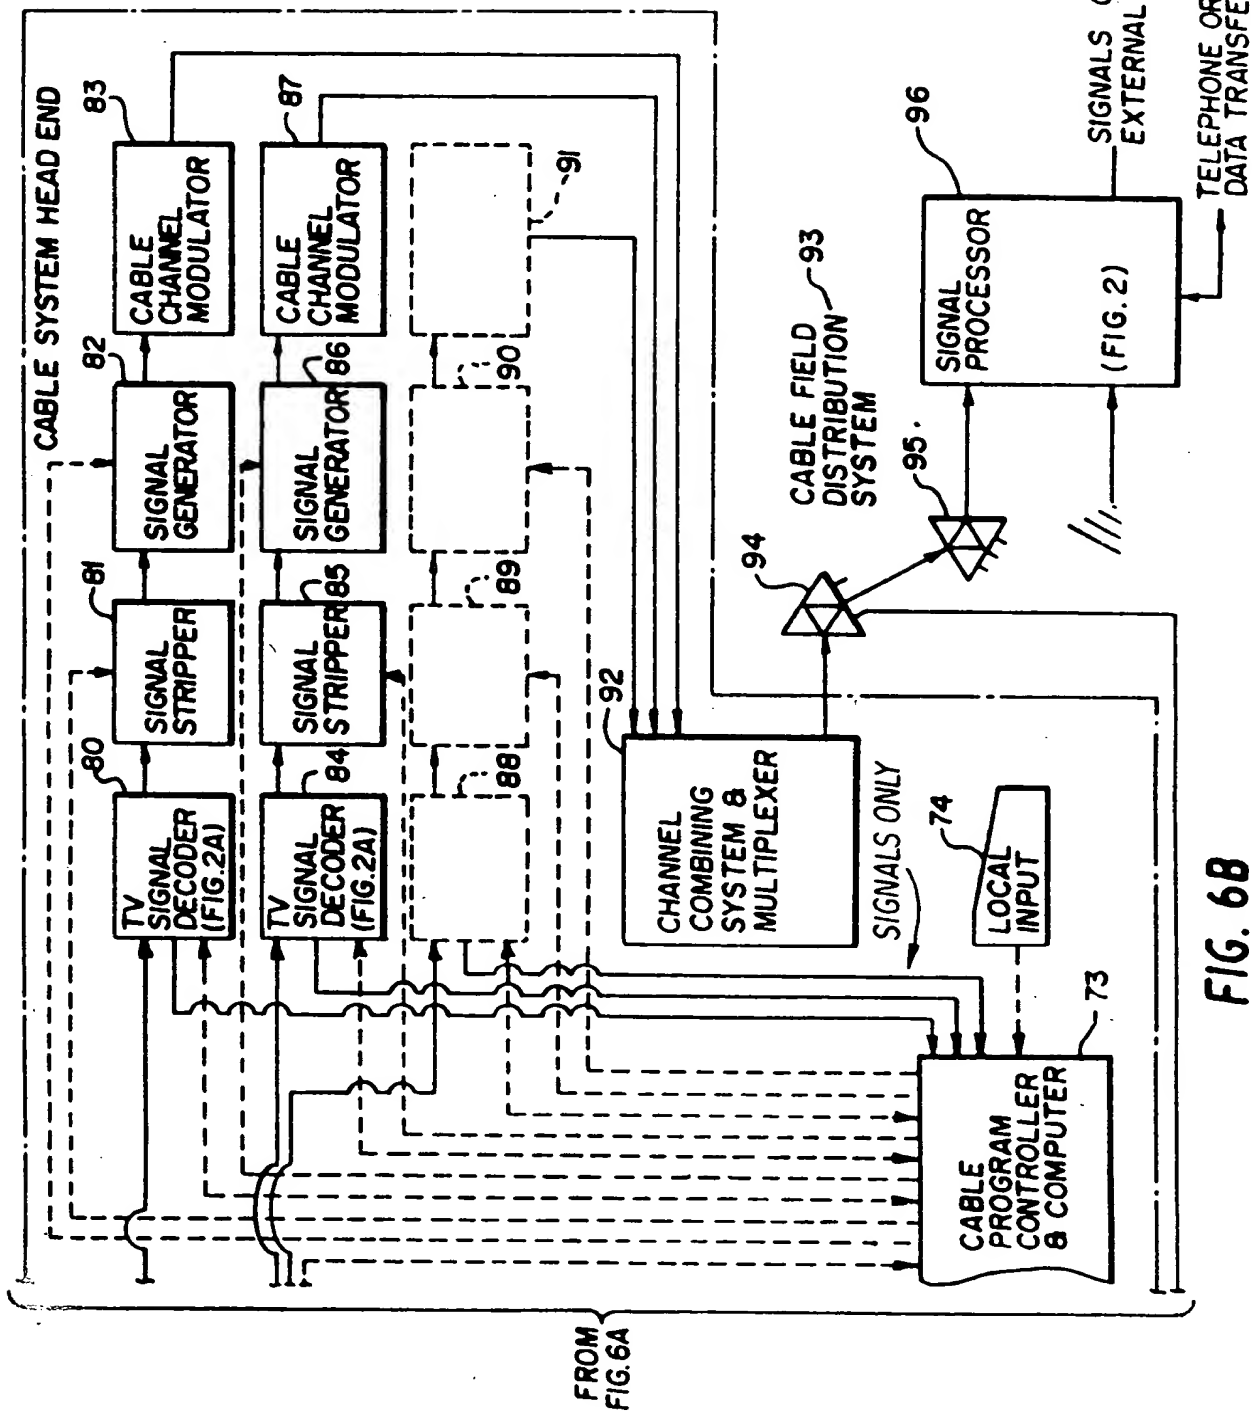 CABLE SYSTEM HEAD END
80
TV
SIGNAL
DECODER
(FIG.2A)
81
SIGNAL
STRIPPER
82
SIGNAL
GENERATOR
83
CABLE
CHANNEL
MODULATOR
84
TV
SIGNAL
DECODER
(FIG.2A)
85
SIGNAL
STRIPPER
86
SIGNAL
GENERATOR
87
CABLE
CHANNEL
MODULATOR
88
89
90
91
92
CHANNEL
COMBINING
SYSTEM &
MULTIPLEXER
SIGNALS ONLY
74
LOCAL
INPUT
73
CABLE
PROGRAM
CONTROLLER
& COMPUTER
94
CABLE FIELD
DISTRIBUTION 93
SYSTEM
95
96
SIGNAL
PROCESSOR
(FIG. 2)
SIGNALS
EXTERNAL
TELEPHONE OR
DATA TRANSFE
FROM
FIG.6A
FIG. 6B